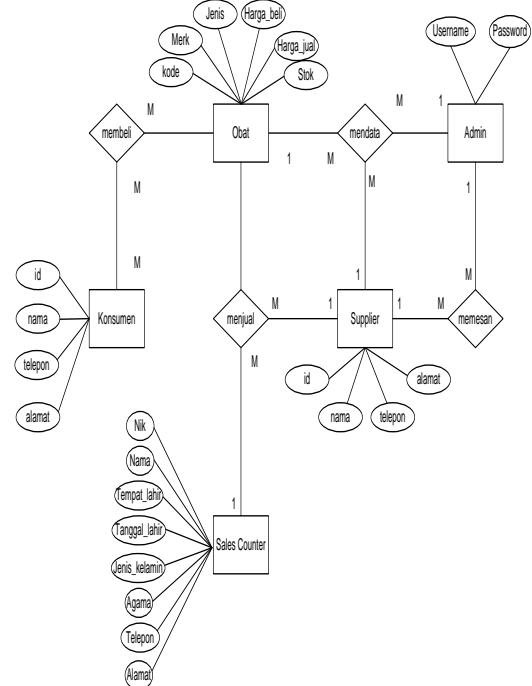 Jenis
Harga_beli
Merk
Harga_jual
kode
Stok
Username
Password
M
M
1
membeli
Obat
mendata
Admin
1
M
M
M
1
M
1
M
id
nama
telepon
alamat
Konsumen
menjual
M
1
Supplier
1
M
memesan
M
id
nama
telepon
alamat
Nik
Nama
Tempat_lahir
Tanggal_lahir
Jenis_kelamin
Agama
Telepon
Alamat
1
Sales Counter